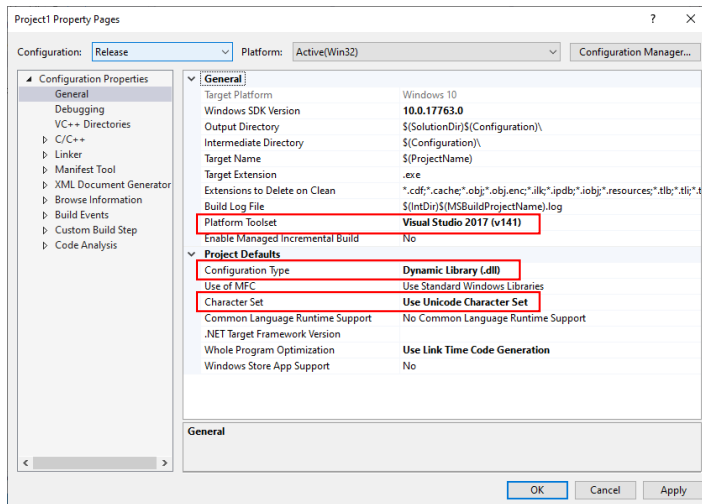 Project1 Property Pages ? ×
Configuration: Release Platform: Active(Win32) Configuration Manager...
Configuration Properties
General
Debugging
VC++ Directories
C/C++
Linker
Manifest Tool
XML Document Generator
Browse Information
Build Events
Custom Build Step
Code Analysis
General
Target Platform Windows 10
Windows SDK Version 10.0.17763.0
Output Directory $(SolutionDir)$(Configuration)\
Intermediate Directory $(Configuration)\
Target Name $(ProjectName)
Target Extension .exe
Extensions to Delete on Clean *.cdf;*.cache;*.obj;*.obj.enc;*.ilk;*.ipdb;*.iobj;*.resources;*.tlb;*.tli;*.t
Build Log File $(IntDir)$(MSBuildProjectName).log
Platform Toolset Visual Studio 2017 (v141)
Enable Managed Incremental Build No
Project Defaults
Configuration Type Dynamic Library (.dll)
Use of MFC Use Standard Windows Libraries
Character Set Use Unicode Character Set
Common Language Runtime Support No Common Language Runtime Support
.NET Target Framework Version
Whole Program Optimization Use Link Time Code Generation
Windows Store App Support No
General
OK Cancel Apply